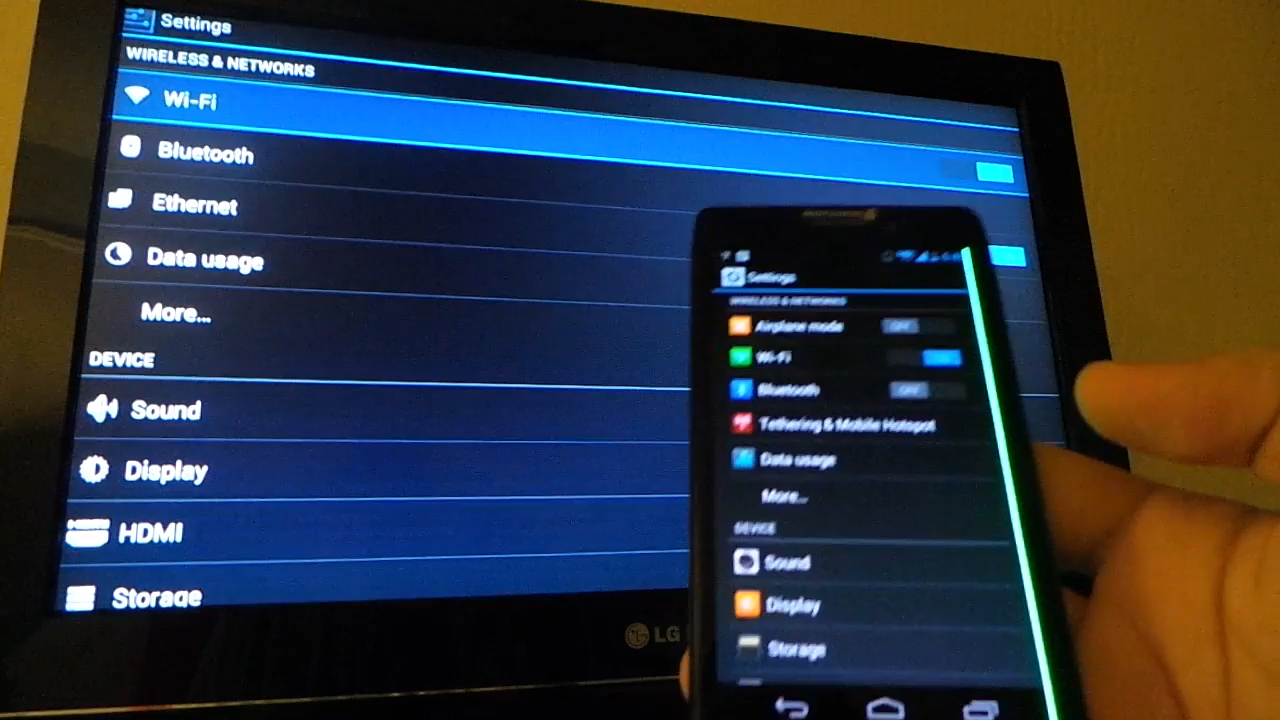 Settings
WIRELESS & NETWORKS
Wi-Fi
Bluetooth
Ethernet
Data usage
More...
DEVICE
Sound
Display
HDMI
Storage
LG
Settings
WIRELESS & NETWORKS
Airplane mode OFF
Wi-Fi
Bluetooth OFF
Tethering & Mobile Hotspot
Data usage
More...
DEVICE
Sound
Display
Storage